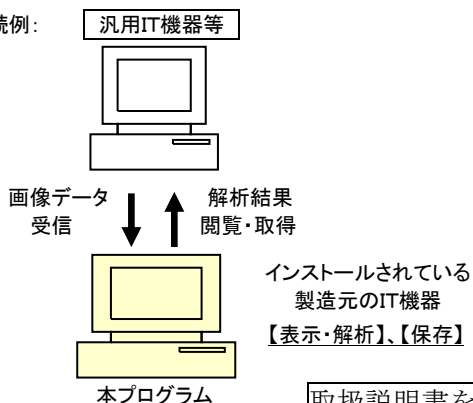 続例:
汎用IT機器等
画像データ
受信
解析結果
閲覧・取得
インストールされている
製造元のIT機器
【表示・解析】、【保存】
本プログラム
取扱説明書を